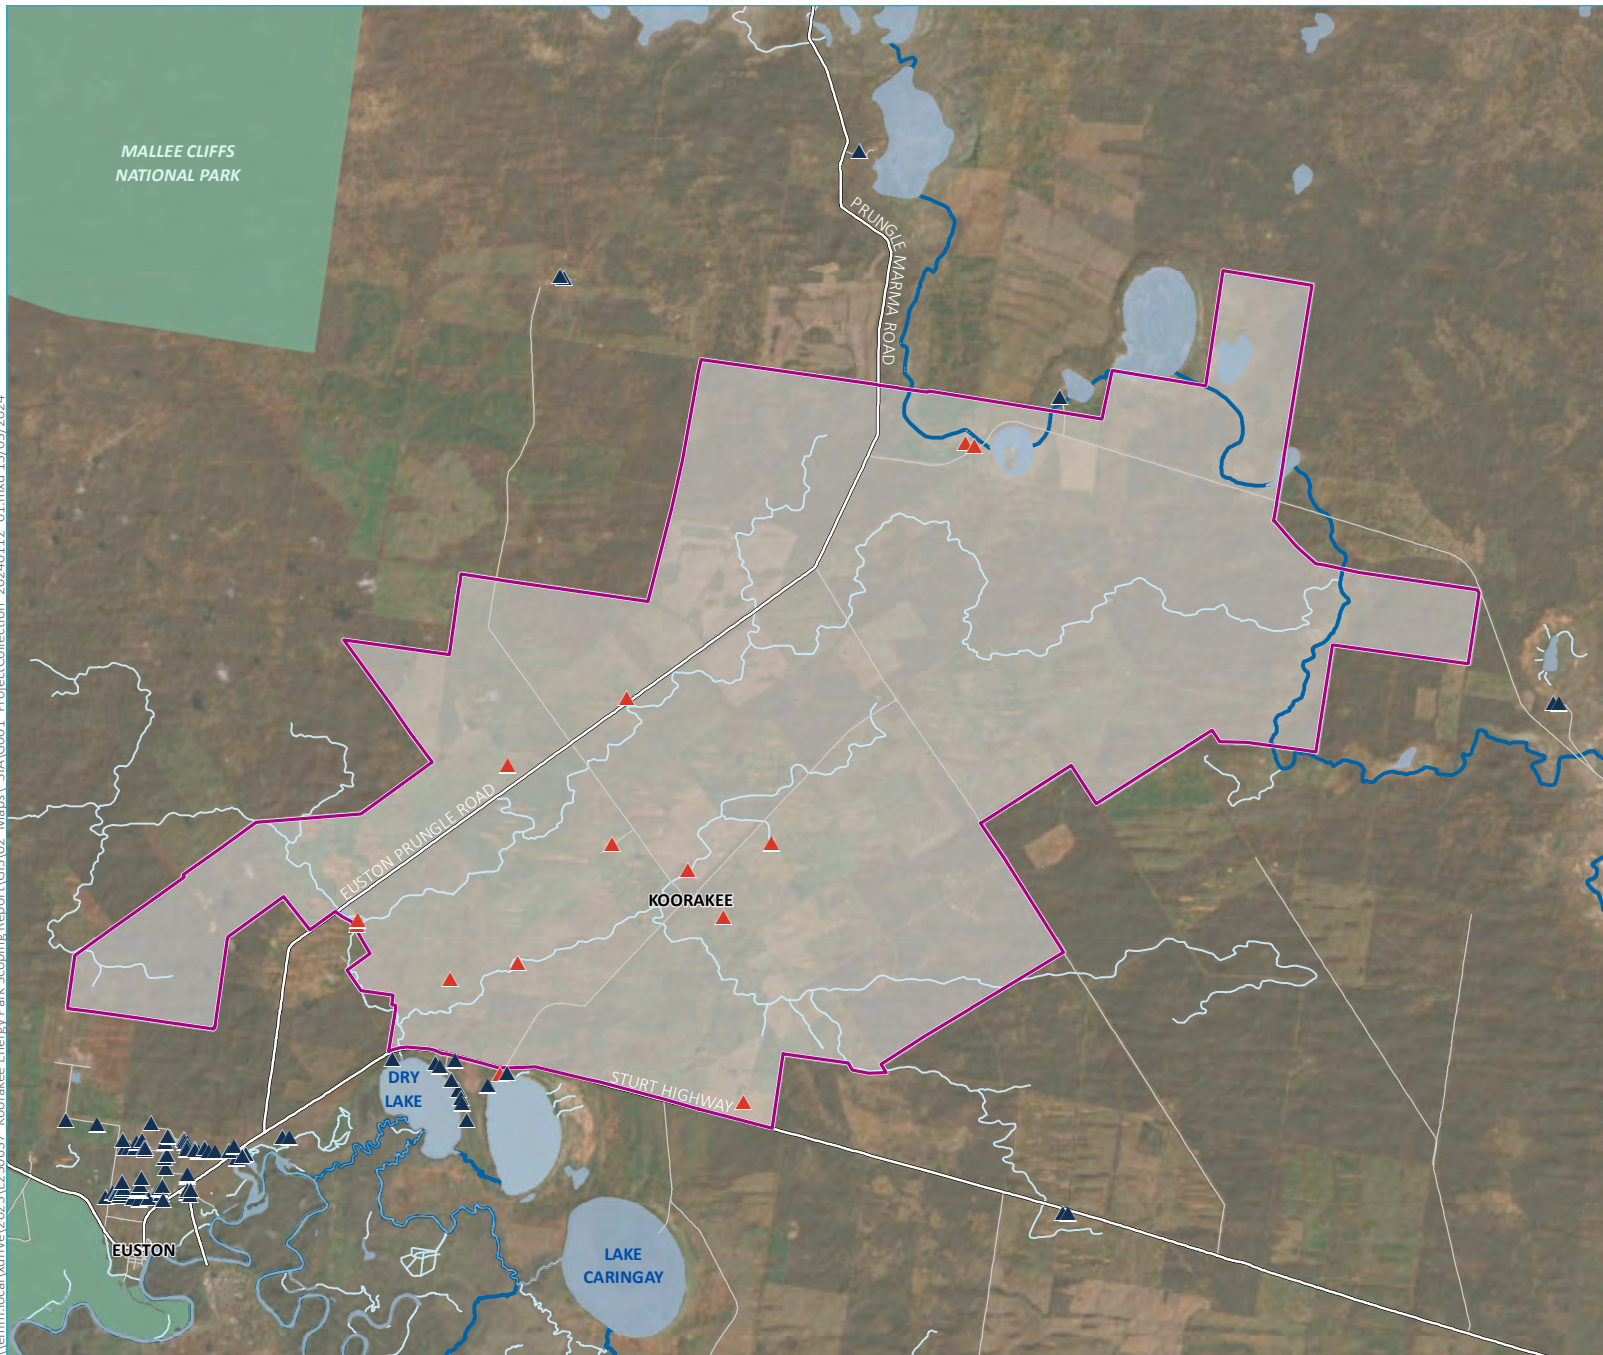 MALLEE CLIFFS
NATIONAL PARK
PRUNGLE MARMA ROAD
EUSTON PRUNGLE ROAD
KOORAKEE
DRY
LAKE
STURT HIGHWAY
EUSTON
LAKE
CARINGAY